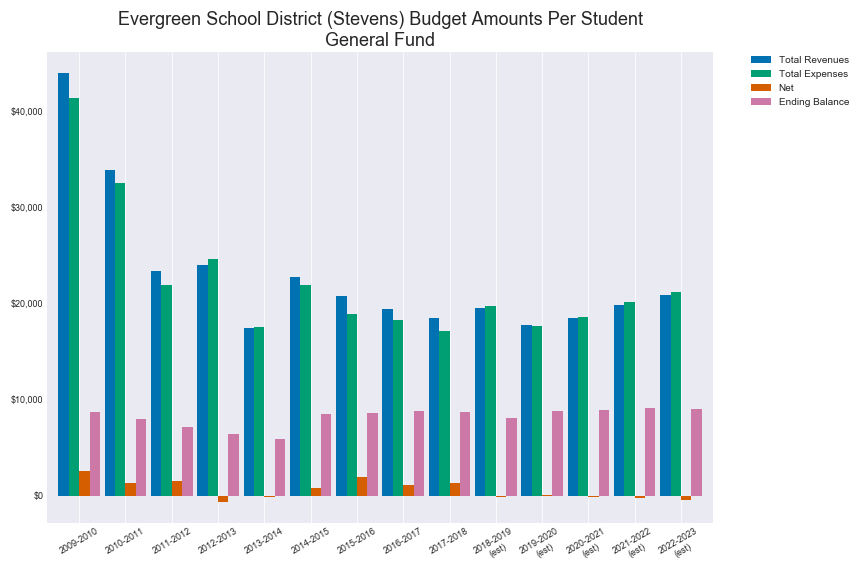 Evergreen School District (Stevens) Budget Amounts Per Student
General Fund
Total Revenues
Total Expenses
Net
Ending Balance
$40,000
$30,000
$20,000
$10,000
$0
2009-2010
2010-2011
2011-2012
2012-2013
2013-2014
2014-2015
2015-2016
2016-2017
2017-2018
2018-2019
(est)
2019-2020
(est)
2020-2021
(est)
2021-2022
(est)
2022-2023
(est)